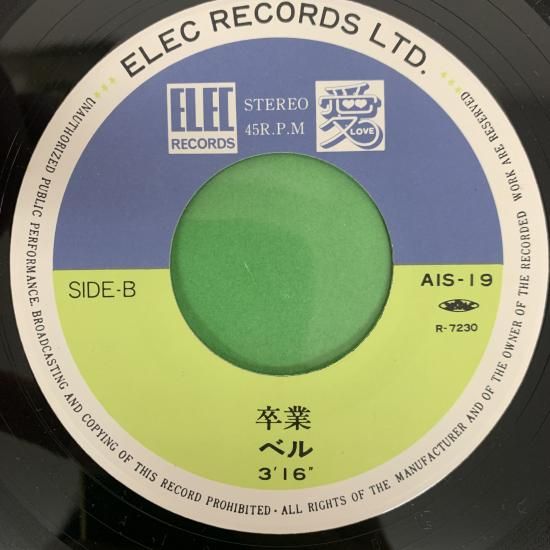 ELEC RECORDS LTD.
ELEC
RECORDS
STEREO
45R.P.M
愛
LOVE
SIDE-B
AIS-19
R-7230
卒業
ベル
3'16"
UNAUTHORIZED PUBLIC PERFORMANCE, BROADCASTING AND COPYING OF THIS RECORD PROHIBITED · ALL RIGHTS OF THE MANUFACTURER AND OF THE OWNER OF THE RECORDED WORK ARE RESERVED